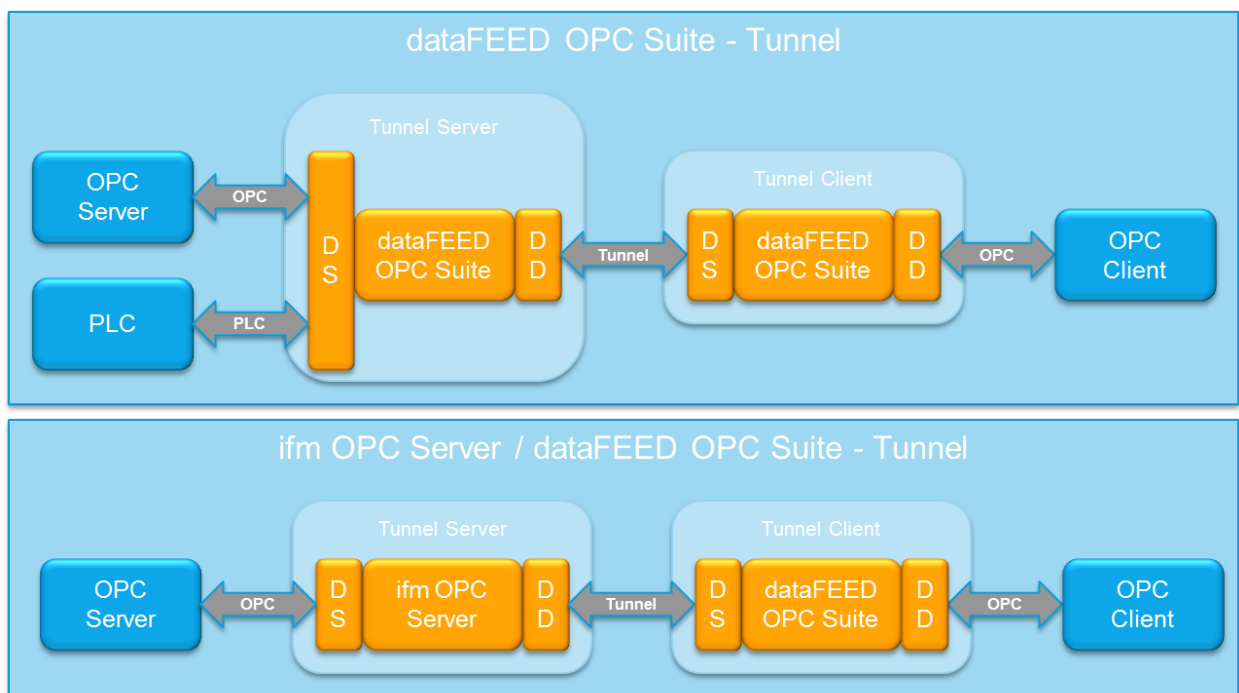 dataFEED OPC Suite - Tunnel
Tunnel Server
Tunnel Client
OPC
Server
OPC
D
S
dataFEED
OPC Suite
D
D
Tunnel
D
S
dataFEED
OPC Suite
D
D
OPC
OPC
Client
PLC
PLC
ifm OPC Server / dataFEED OPC Suite - Tunnel
Tunnel Server
Tunnel Client
OPC
Server
OPC
D
S
ifm OPC
Server
D
D
Tunnel
D
S
dataFEED
OPC Suite
D
D
OPC
OPC
Client